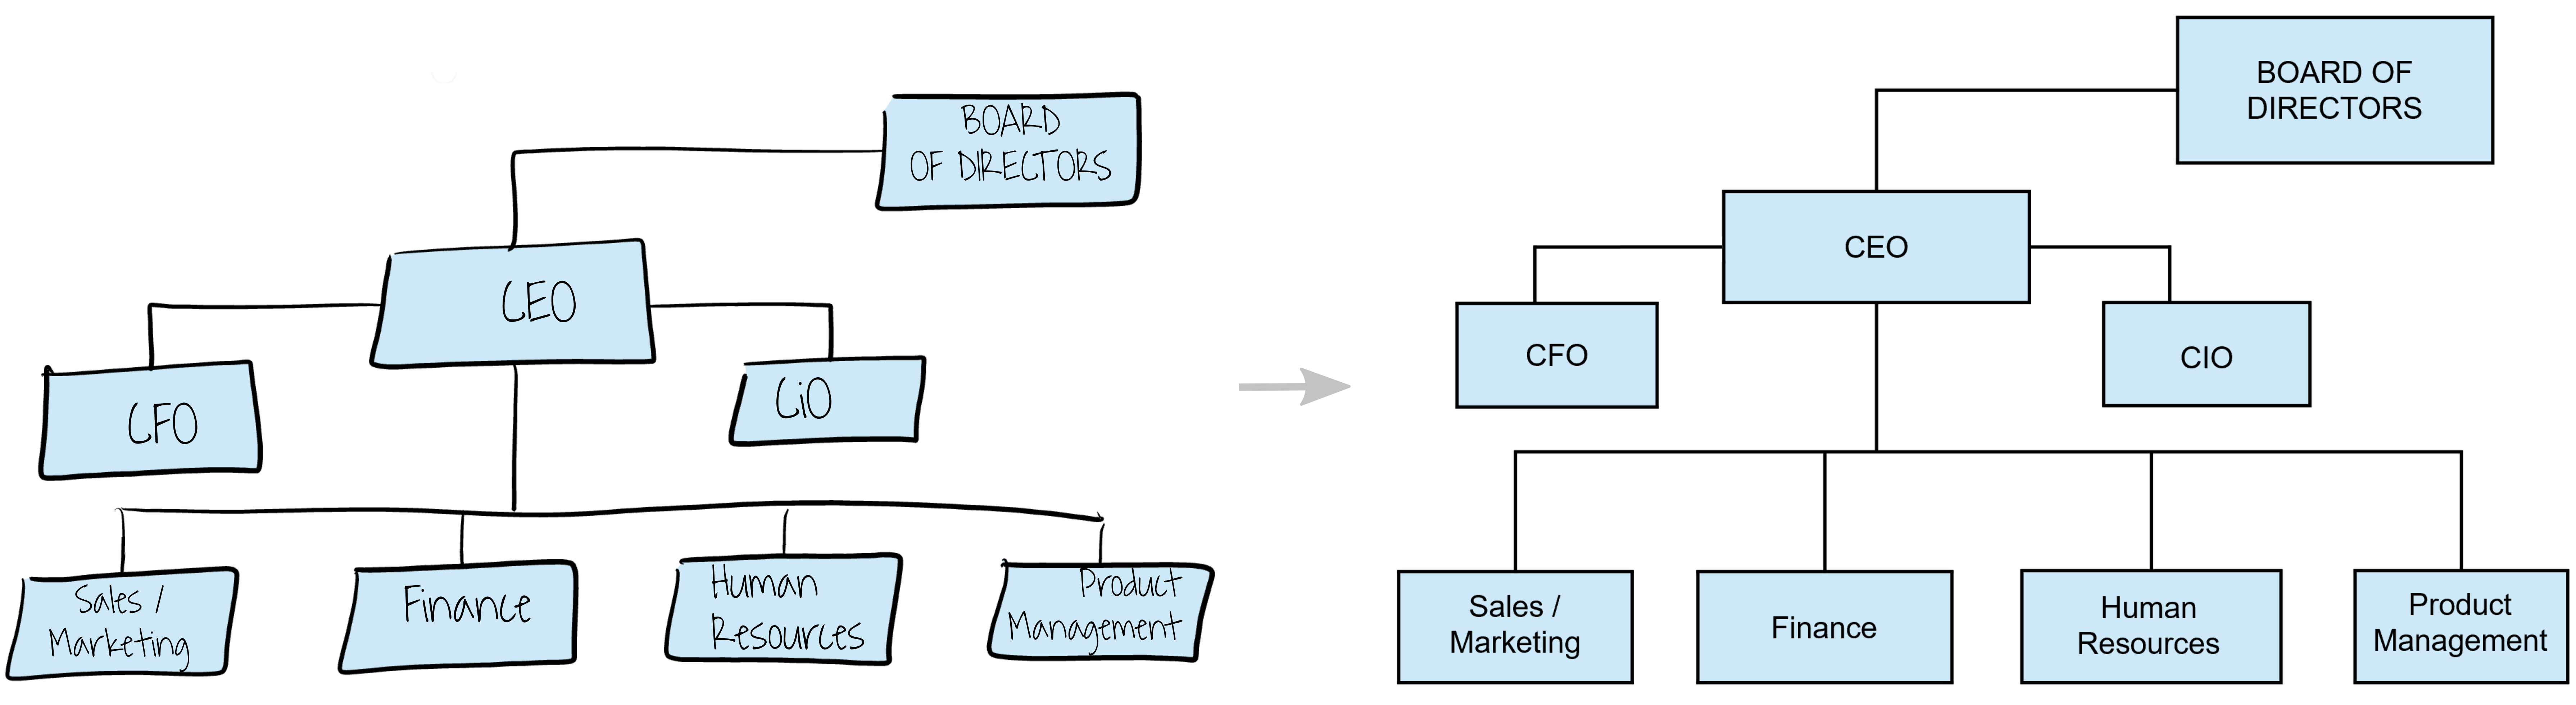 BOARD
OF DIRECTORS
CEO
CFO
CiO
Sales /
Marketing
Finance
Human
Resources
Product
Management
BOARD OF
DIRECTORS
CEO
CFO
CIO
Sales /
Marketing
Finance
Human
Resources
Product
Management